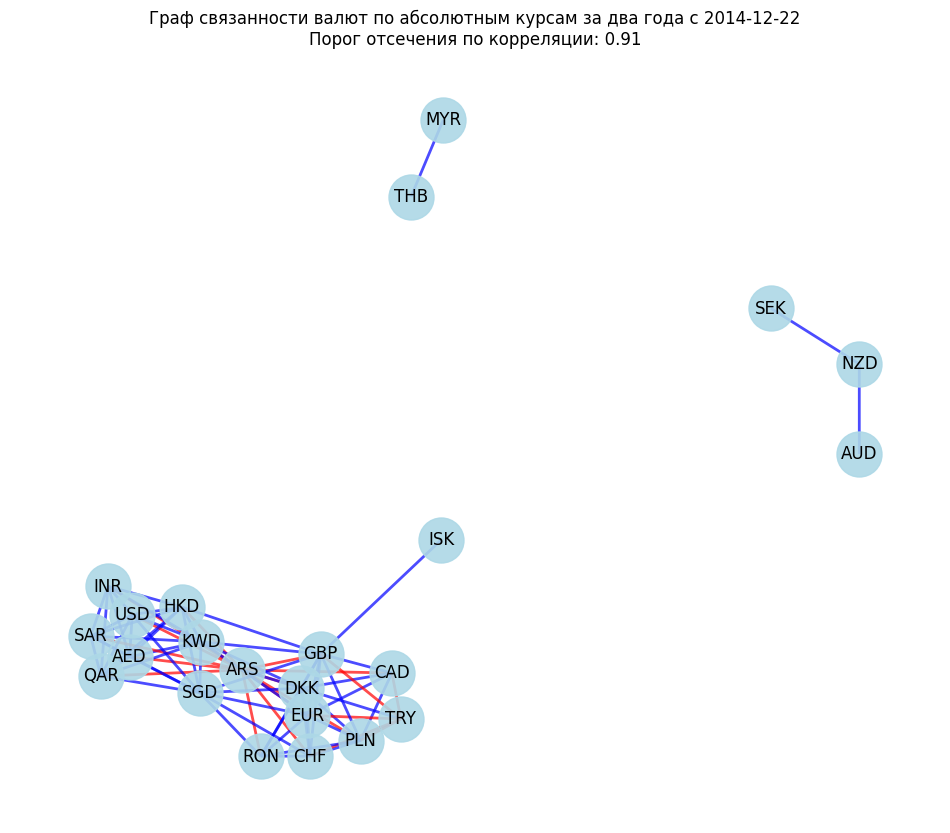 Граф связанности валют по абсолютным курсам за два года с 2014-12-22
Порог отсечения по корреляции: 0.91
MYR
THB
SEK
NZD
AUD
ISK
INR
HKD
USD
SAR
KWD
AED
GBP
QAR
ARS
CAD
SGD
DKK
EUR
TRY
PLN
RON
CHF